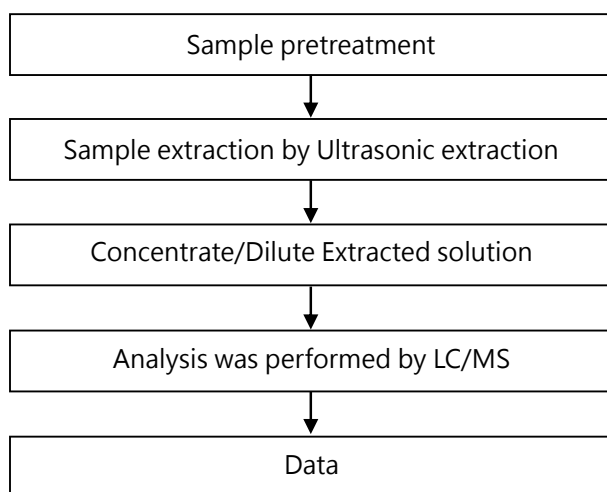 Sample pretreatment
Sample extraction by Ultrasonic extraction
Concentrate/Dilute Extracted solution
Analysis was performed by LC/MS
Data